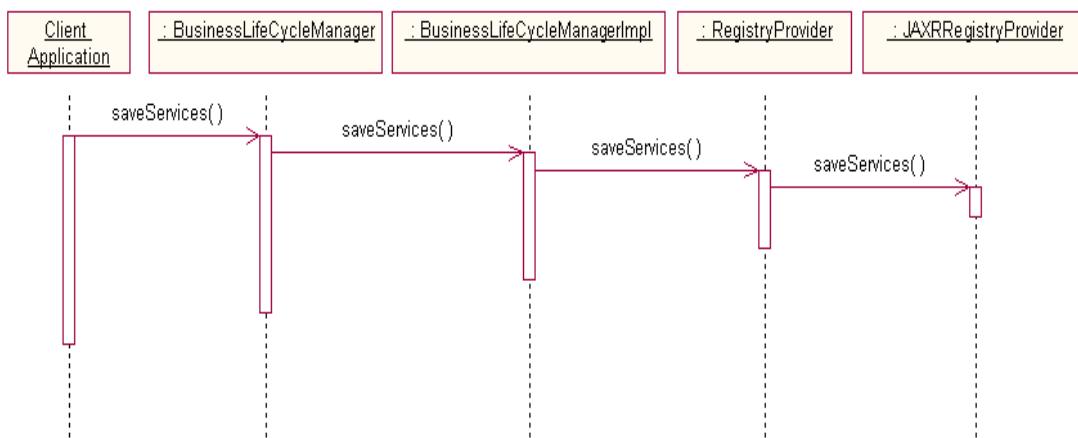 Client
Application
: BusinessLifeCycleManager
: BusinessLifeCycleManagerImpl
: RegistryProvider
: JAXRRegistryProvider
saveServices( )
saveServices( )
saveServices( )
saveServices( )